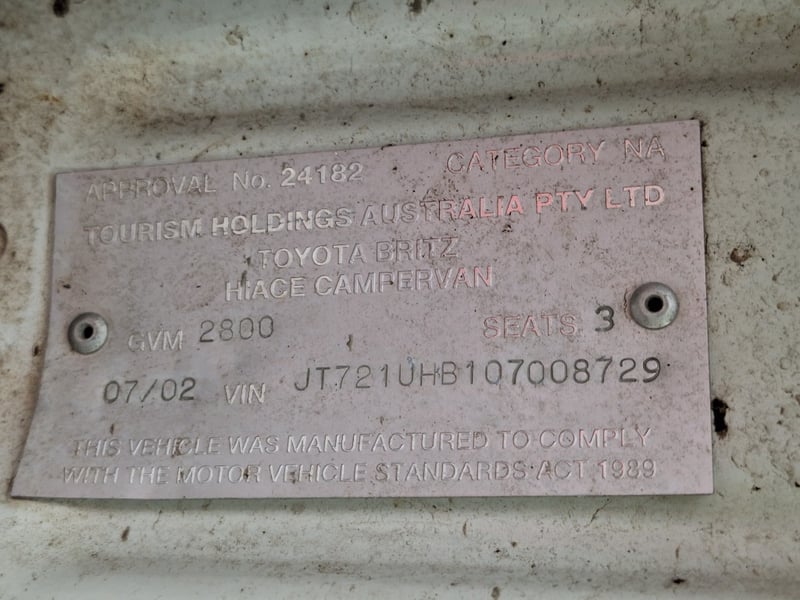 APPROVAL No. 24182 CATEGORY NA
TOURISM HOLDINGS AUSTRALIA PTY LTD
TOYOTA BRITZ
HIACE CAMPERVAN
GVM 2800 SEATS 3
07/02 VIN JT721UHB107008729
THIS VEHICLE WAS MANUFACTURED TO COMPLY
WITH THE MOTOR VEHICLE STANDARDS ACT 1989